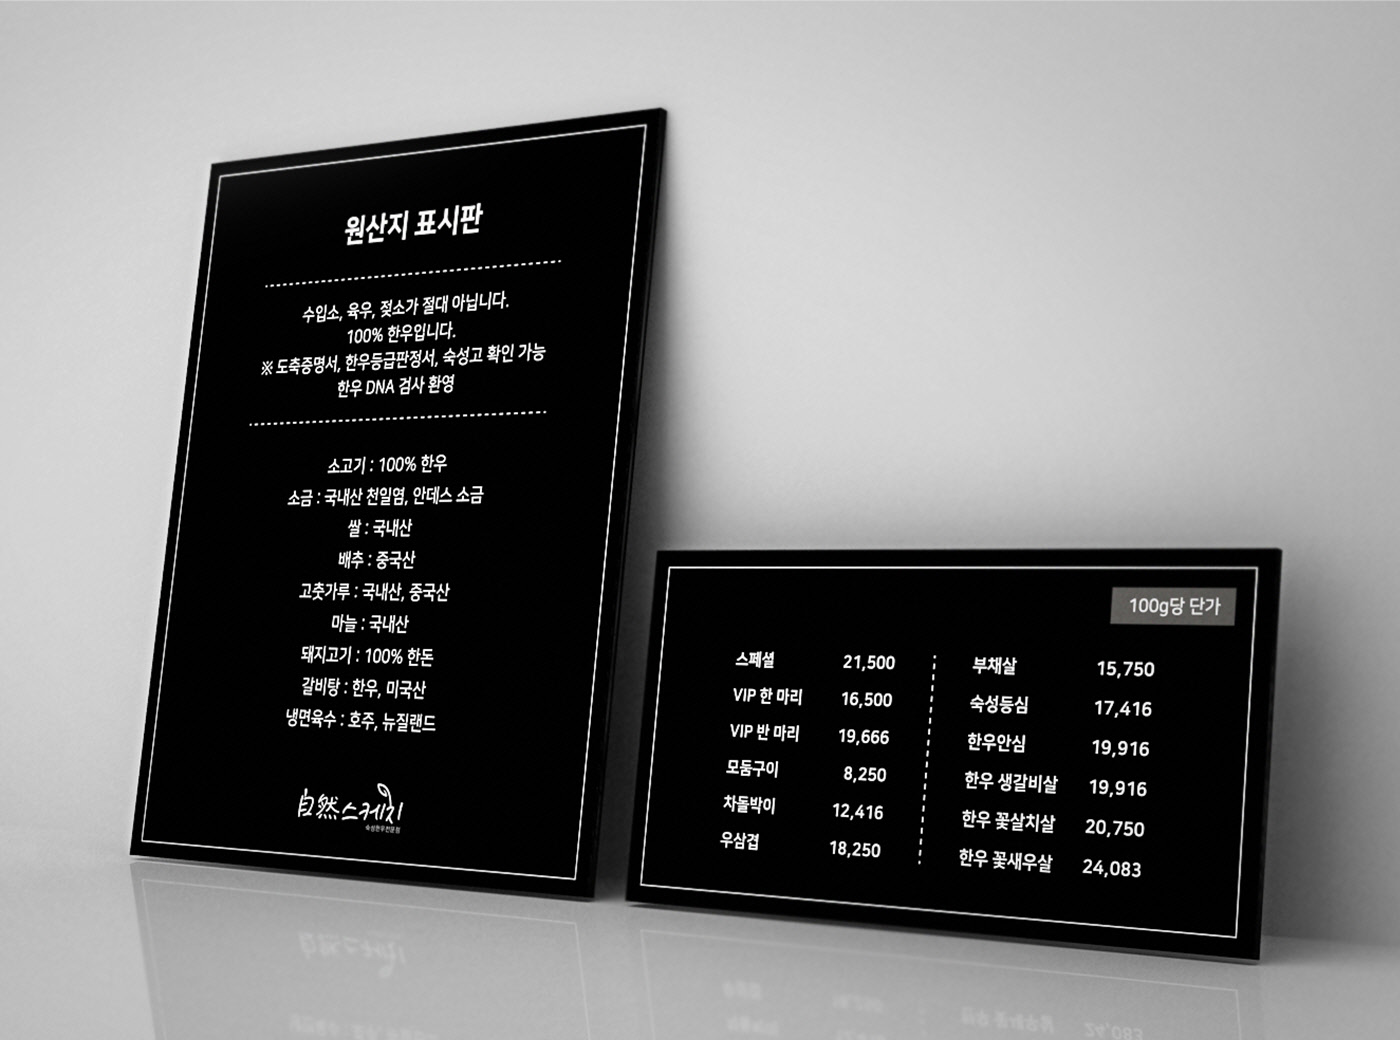 원산지 표시판
수입소, 육우, 젖소가 절대 아닙니다.
100% 한우입니다.
※ 도축증명서, 한우등급판정서, 숙성고 확인 가능
한우 DNA 검사 환영
소고기 : 100% 한우
소금 : 국내산 천일염, 안데스 소금
쌀 : 국내산
배추 : 중국산
고춧가루 : 국내산, 중국산
마늘 : 국내산
돼지고기 : 100% 한돈
갈비탕 : 한우, 미국산
냉면육수 : 호주, 뉴질랜드
自然스케치
숙성한우전문점
100g당 단가
스페셜 21,500
VIP 한 마리 16,500
VIP 반 마리 19,666
모둠구이 8,250
차돌박이 12,416
우삼겹 18,250
부채살 15,750
숙성등심 17,416
한우안심 19,916
한우 생갈비살 19,916
한우 꽃살치살 20,750
한우 꽃새우살 24,083